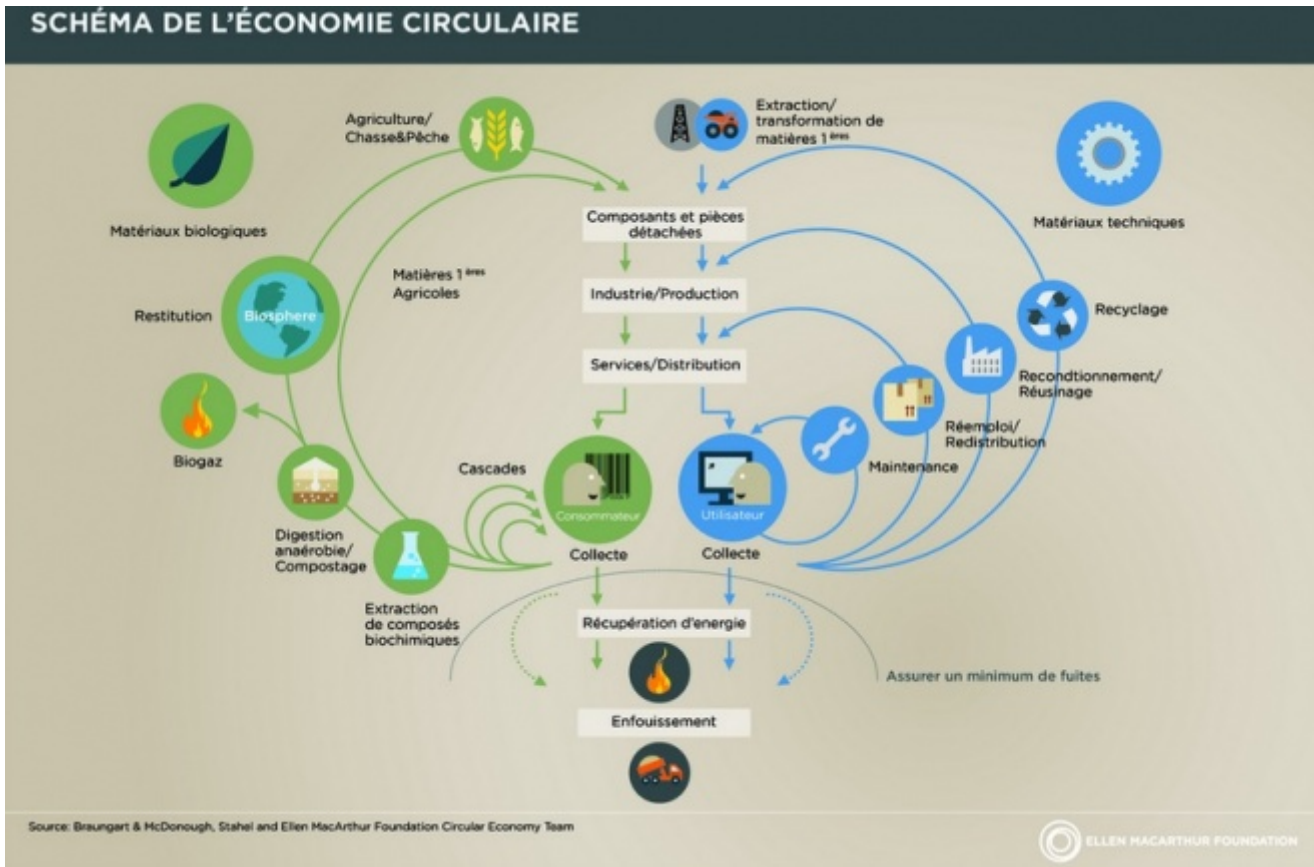 SCHÉMA DE L'ÉCONOMIE CIRCULAIRE
Agriculture/
Chasse&Pêche
Extraction/
transformation de
matières 1ères
Matériaux biologiques
Matériaux techniques
Composants et pièces
détachées
Matières 1ères
Agricoles
Industrie/Production
Restitution
Biosphere
Recyclage
Services/Distribution
Recondtionnement/
Réusinage
Biogaz
Réemploi/
Redistribution
Cascades
Maintenance
Consommateur
Utilisateur
Digestion
anaérobie/
Compostage
Collecte
Collecte
Extraction
de composés
biochimiques
Récupération d'energie
Assurer un minimum de fuites
Enfouissement
Source: Braungart & McDonough, Stahel and Ellen MacArthur Foundation Circular Economy Team
ELLEN MACARTHUR FOUNDATION